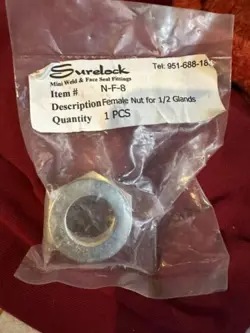 Surelock
Mini Weld & Face Seal Fittings
Tel: 951-688-18
Item # N-F-8
Description Female Nut for 1/2 Glands
Quantity 1 PCS